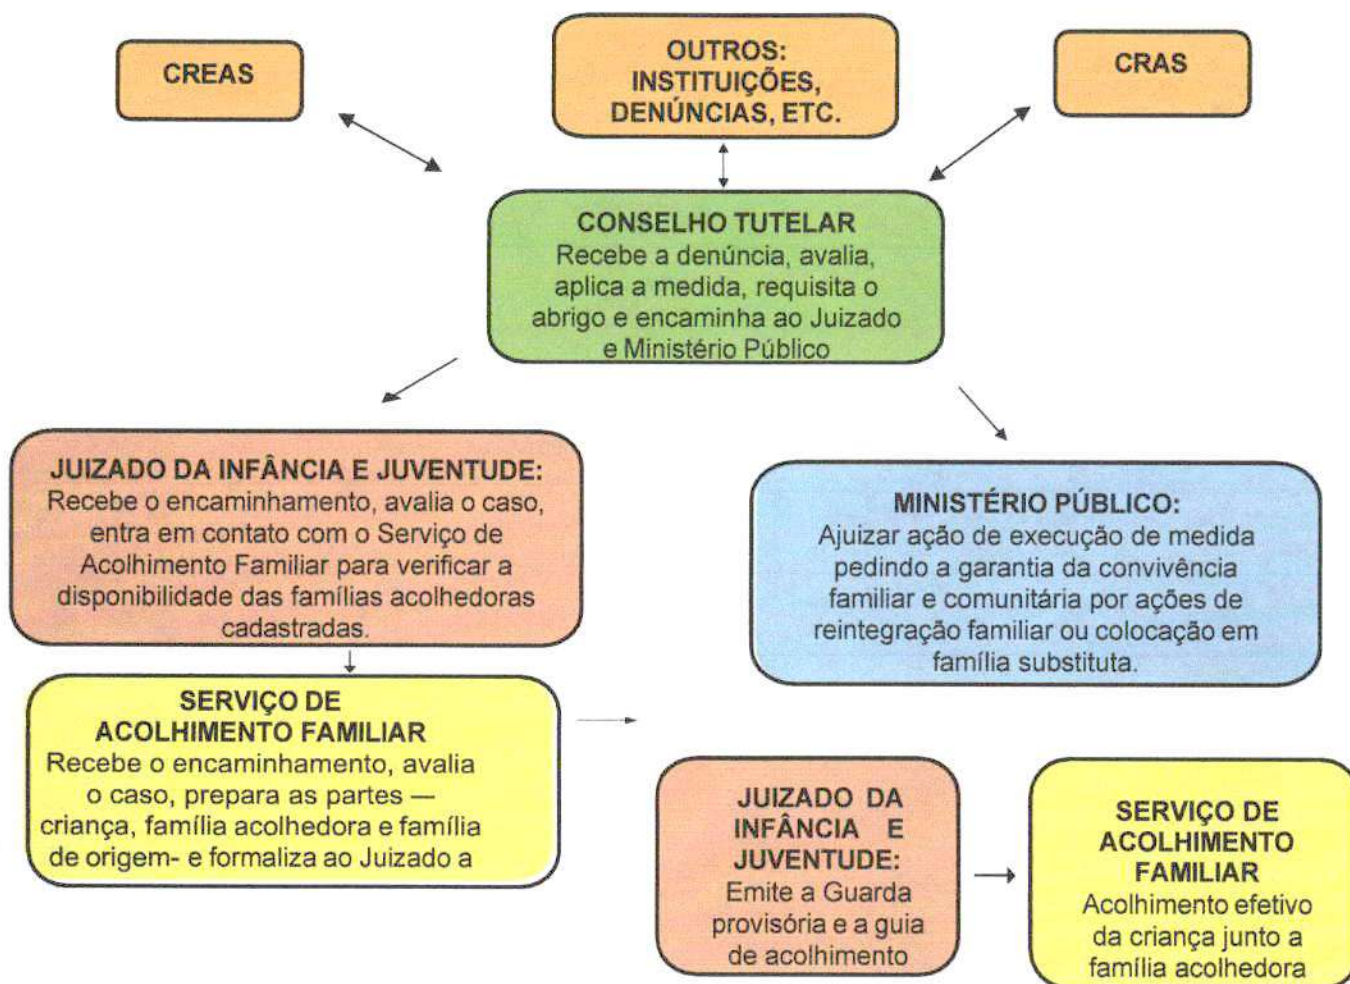 CREAS
OUTROS:
INSTITUIÇÕES,
DENÚNCIAS, ETC.
CRAS
CONSELHO TUTELAR
Recebe a denúncia, avalia,
aplica a medida, requisita o
abrigo e encaminha ao Juizado
e Ministério Público
JUIZADO DA INFÂNCIA E JUVENTUDE:
Recebe o encaminhamento, avalia o caso,
entra em contato com o Serviço de
Acolhimento Familiar para verificar a
disponibilidade das famílias acolhedoras
cadastradas.
MINISTÉRIO PÚBLICO:
Ajuizar ação de execução de medida
pedindo a garantia da convivência
familiar e comunitária por ações de
reintegração familiar ou colocação em
família substituta.
SERVIÇO DE
ACOLHIMENTO FAMILIAR
Recebe o encaminhamento, avalia
o caso, prepara as partes —
criança, família acolhedora e família
de origem- e formaliza ao Juizado a
JUIZADO DA
INFÂNCIA E
JUVENTUDE:
Emite a Guarda
provisória e a guia
de acolhimento
SERVIÇO DE
ACOLHIMENTO
FAMILIAR
Acolhimento efetivo
da criança junto a
família acolhedora